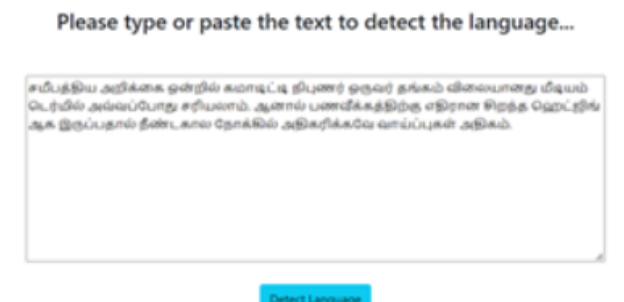 Please type or paste the text to detect the language...
சமீபத்திய அறிக்கை ஒன்றில் கமாடிட்டி நிபுணர் ஒருவர் தங்கம் விலையானது மீடியம்
டெர்மில் அவ்வப்போது சரியலாம். ஆனால் பணவீக்கத்திற்கு எதிரான சிறந்த ஹெட்ஜிங்
ஆக இருப்பதால் நீண்டகால நோக்கில் அதிகரிக்கவே வாய்ப்புகள் அதிகம்.
Detect Language